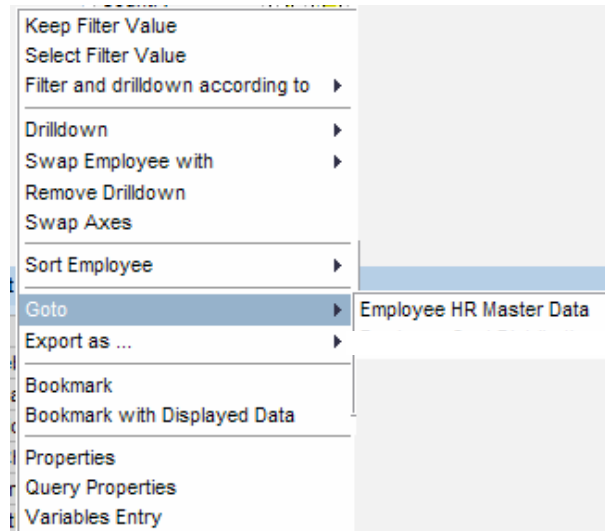 Keep Filter Value
Select Filter Value
Filter and drilldown according to
Drilldown
Swap Employee with
Remove Drilldown
Swap Axes
Sort Employee
Goto
Employee HR Master Data
Export as ...
Bookmark
Bookmark with Displayed Data
Properties
Query Properties
Variables Entry